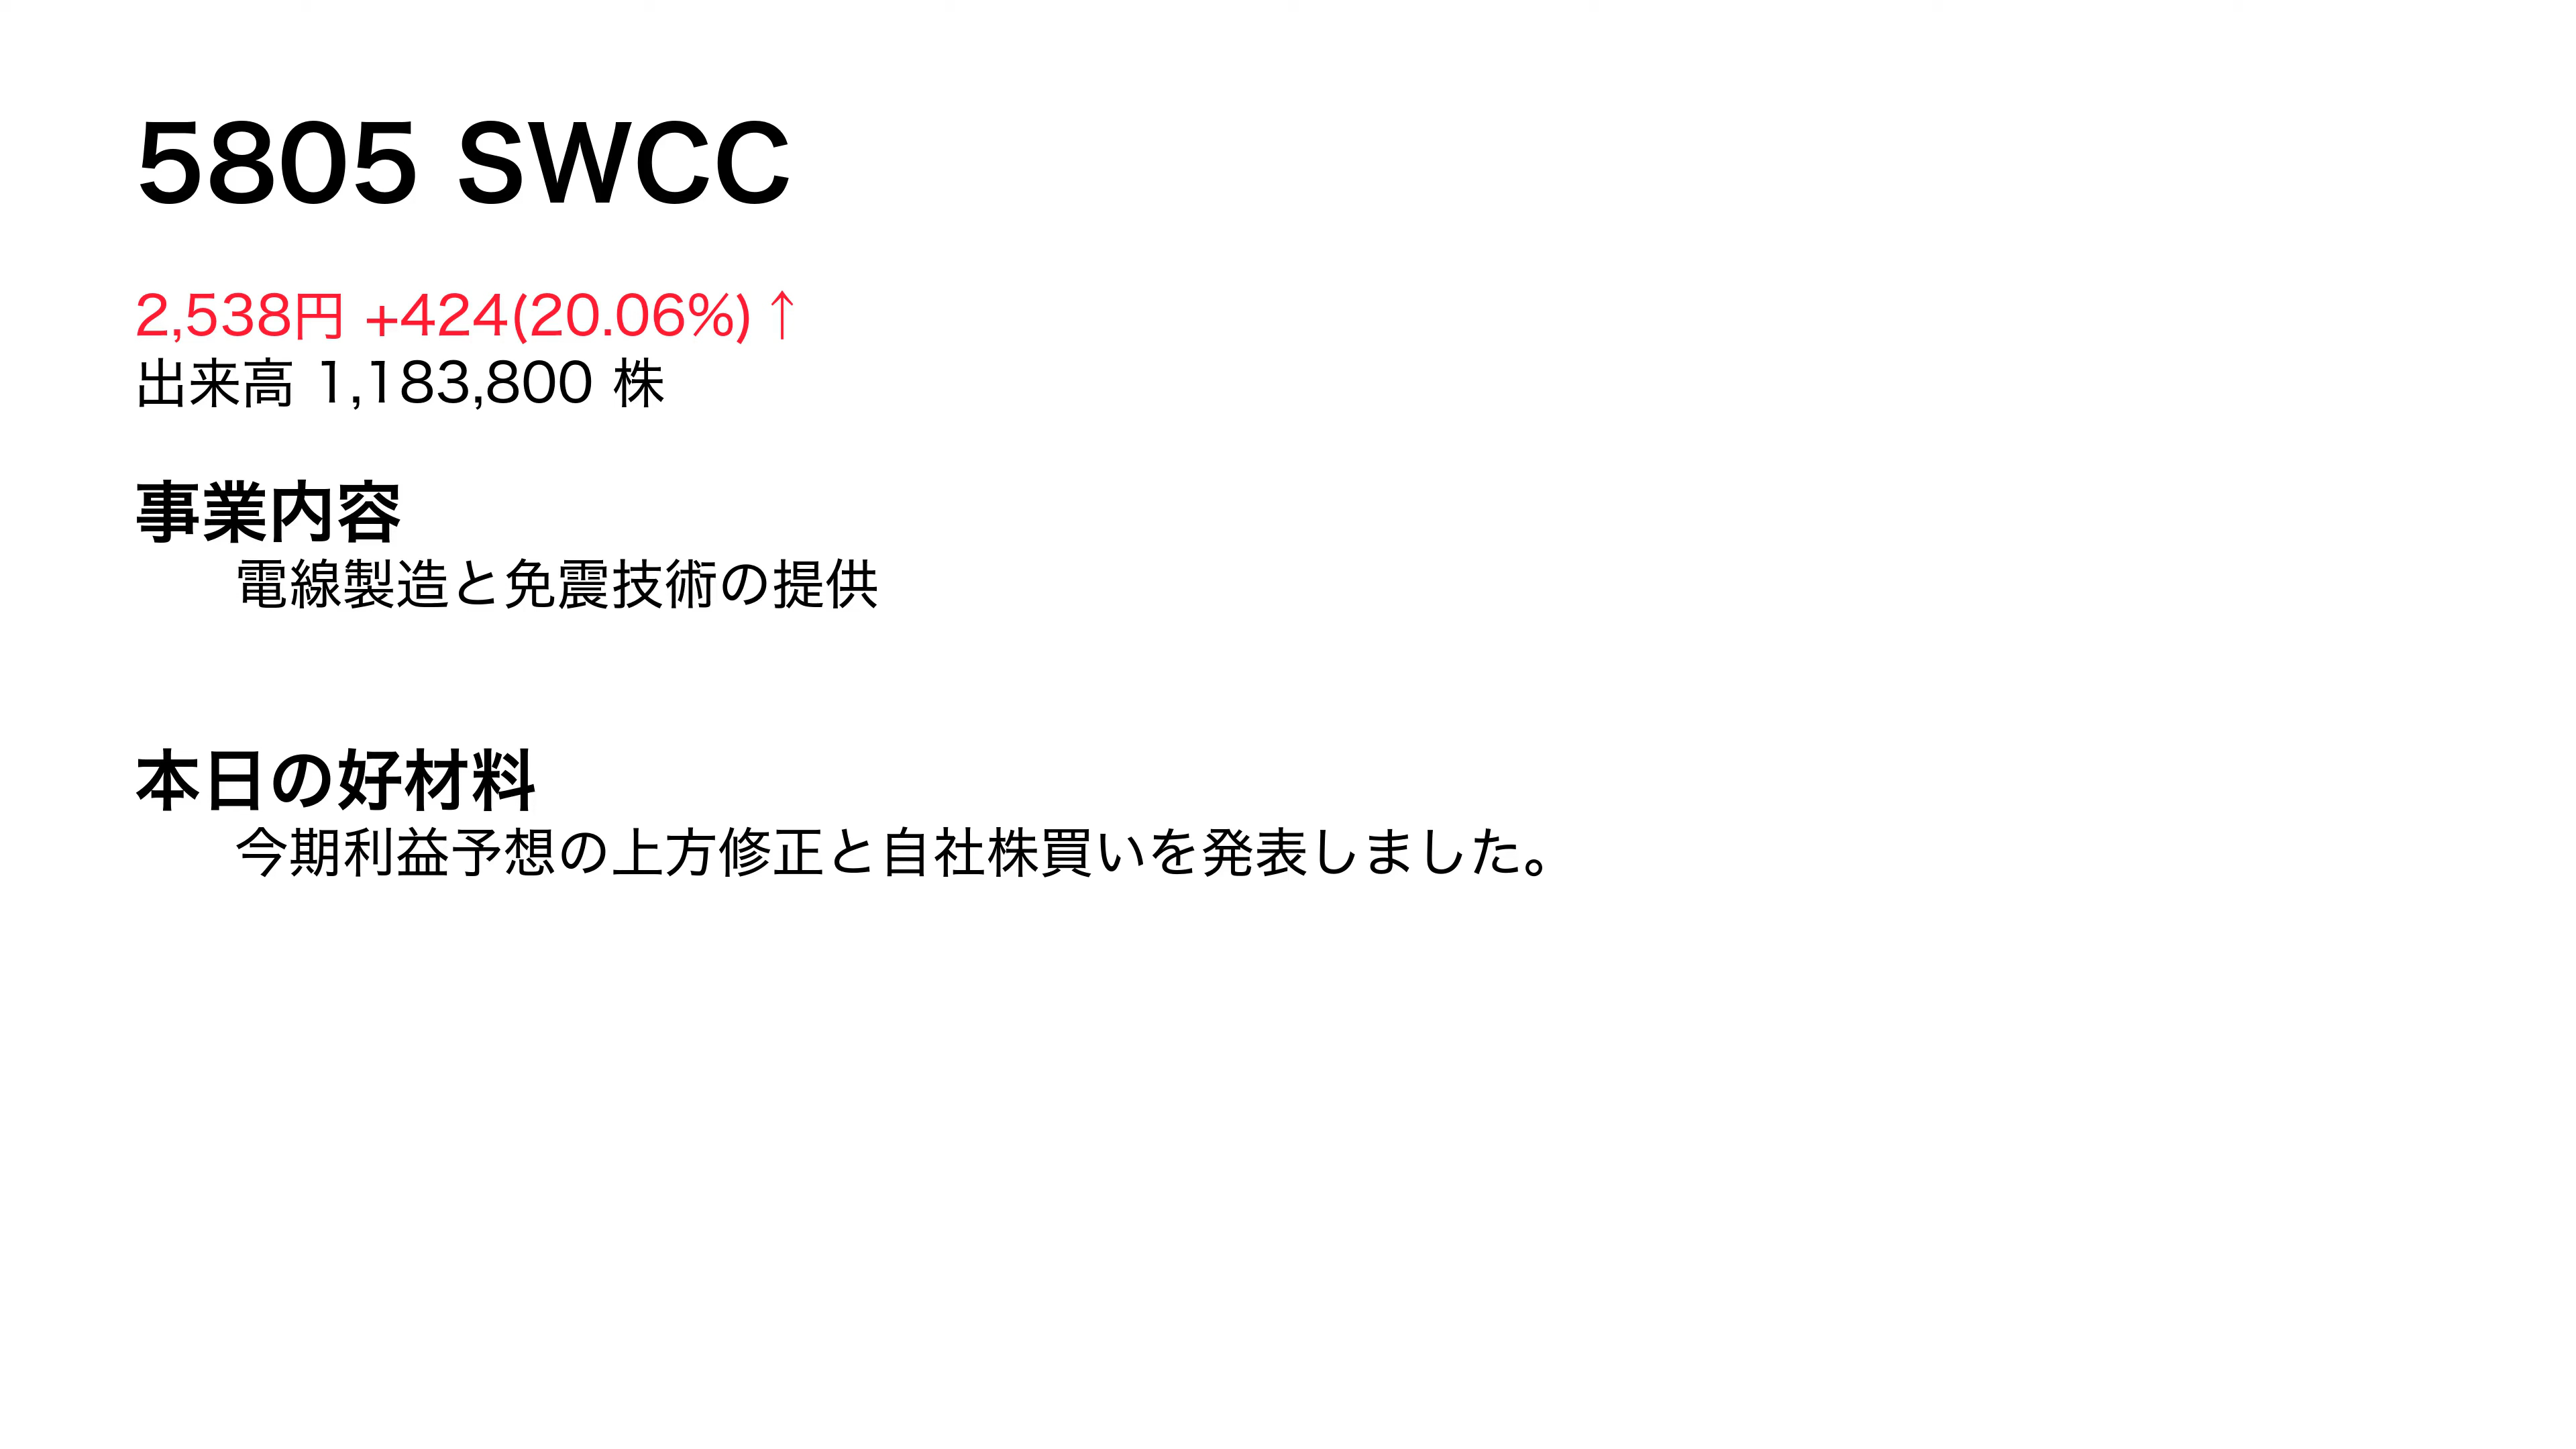 5805 SWCC
2,538円 +424(20.06%)↑
出来高 1,183,800 株
事業内容
電線製造と免震技術の提供
本日の好材料
今期利益予想の上方修正と自社株買いを発表しました。